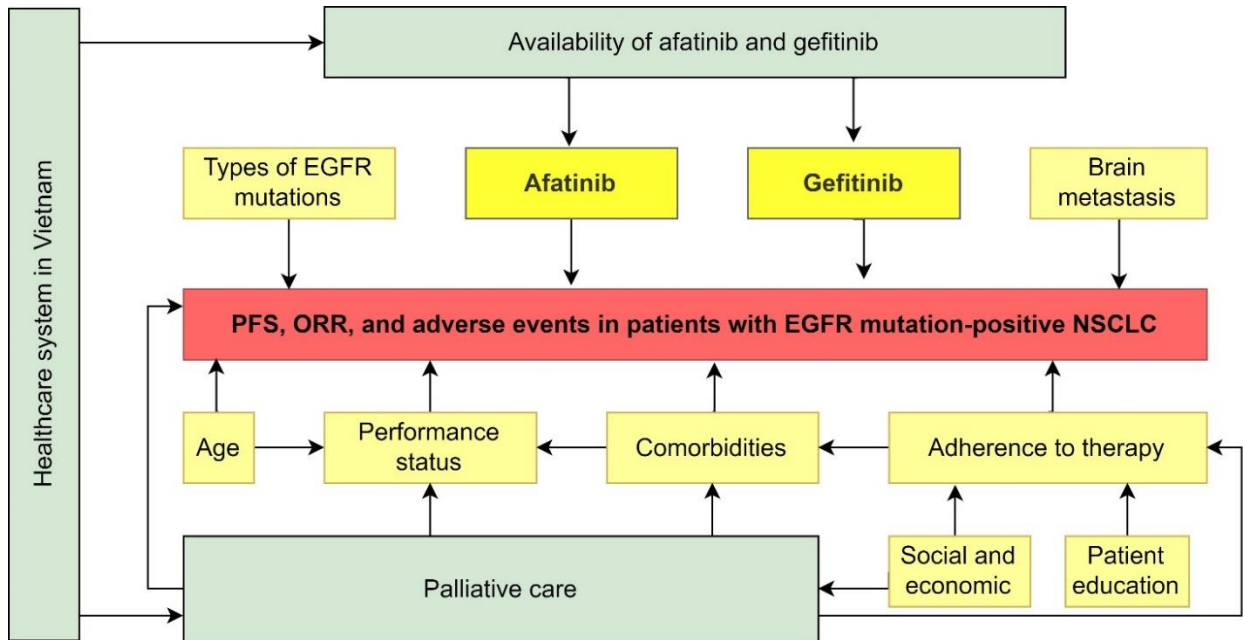 Healthcare system in Vietnam
Availability of afatinib and gefitinib
Types of EGFR
mutations
Afatinib
Gefitinib
Brain
metastasis
PFS, ORR, and adverse events in patients with EGFR mutation-positive NSCLC
Age
Performance
status
Comorbidities
Adherence to therapy
Palliative care
Social and
economic
Patient
education